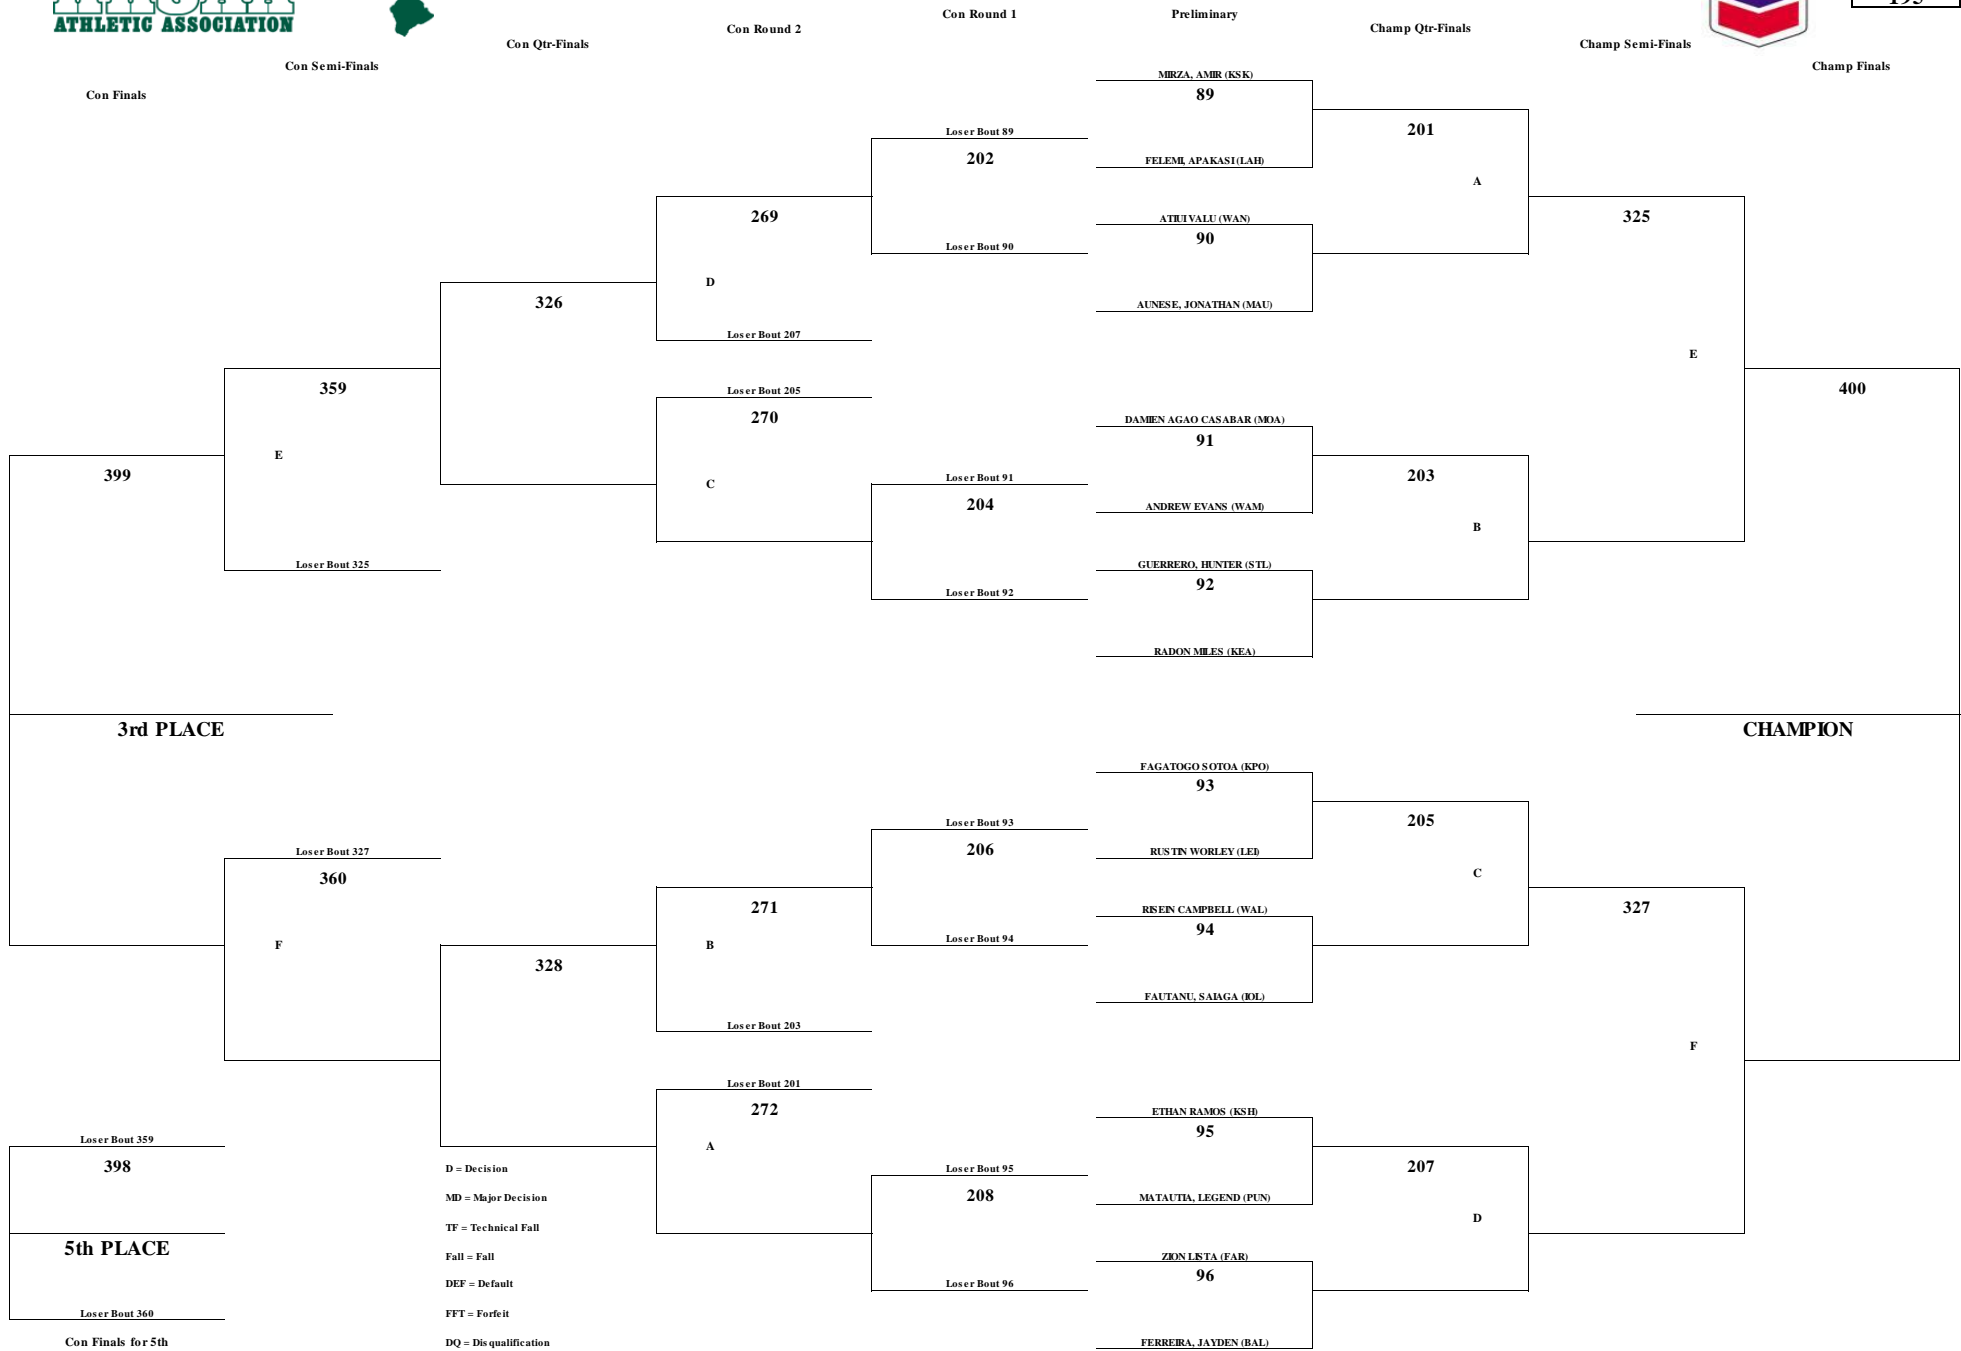 ATHLETIC ASSOCIATION
195
Con Finals
Con Semi-Finals
Con Qtr-Finals
Con Round 2
Con Round 1
Preliminary
Champ Qtr-Finals
Champ Semi-Finals
Champ Finals
MIRZA, AMIR (KSK)
89
201
Loser Bout 89
202
FELEMI, APAKASI (LAH)
A
269
ATIUI VALU (WAN)
325
90
Loser Bout 90
D
326
AUNESE, JONATHAN (MAU)
Loser Bout 207
E
359
Loser Bout 205
400
270
DAMIEN AGAO CASABAR (MOA)
91
E
399
C
Loser Bout 91
203
204
ANDREW EVANS (WAM)
B
Loser Bout 325
GUERRERO, HUNTER (STL)
92
Loser Bout 92
RADON MILES (KEA)
3rd PLACE
CHAMPION
FAGATOGO SOTOA (KPO)
93
Loser Bout 93
205
206
Loser Bout 327
RUSTIN WORLEY (LEI)
360
C
271
RISEIN CAMPBELL (WAL)
327
94
F
B
Loser Bout 94
328
FAUTANU, SAIAGA (IOL)
Loser Bout 203
F
Loser Bout 201
272
ETHAN RAMOS (KSH)
95
Loser Bout 359
A
398
D = Decision
Loser Bout 95
207
208
MD = Major Decision
MATAUTIA, LEGEND (PUN)
D
TF = Technical Fall
5th PLACE
Fall = Fall
ZION LISTA (FAR)
96
DEF = Default
Loser Bout 96
Loser Bout 360
FFT = Forfeit
Con Finals for 5th
DQ = Disqualification
FERREIRA, JAYDEN (BAL)